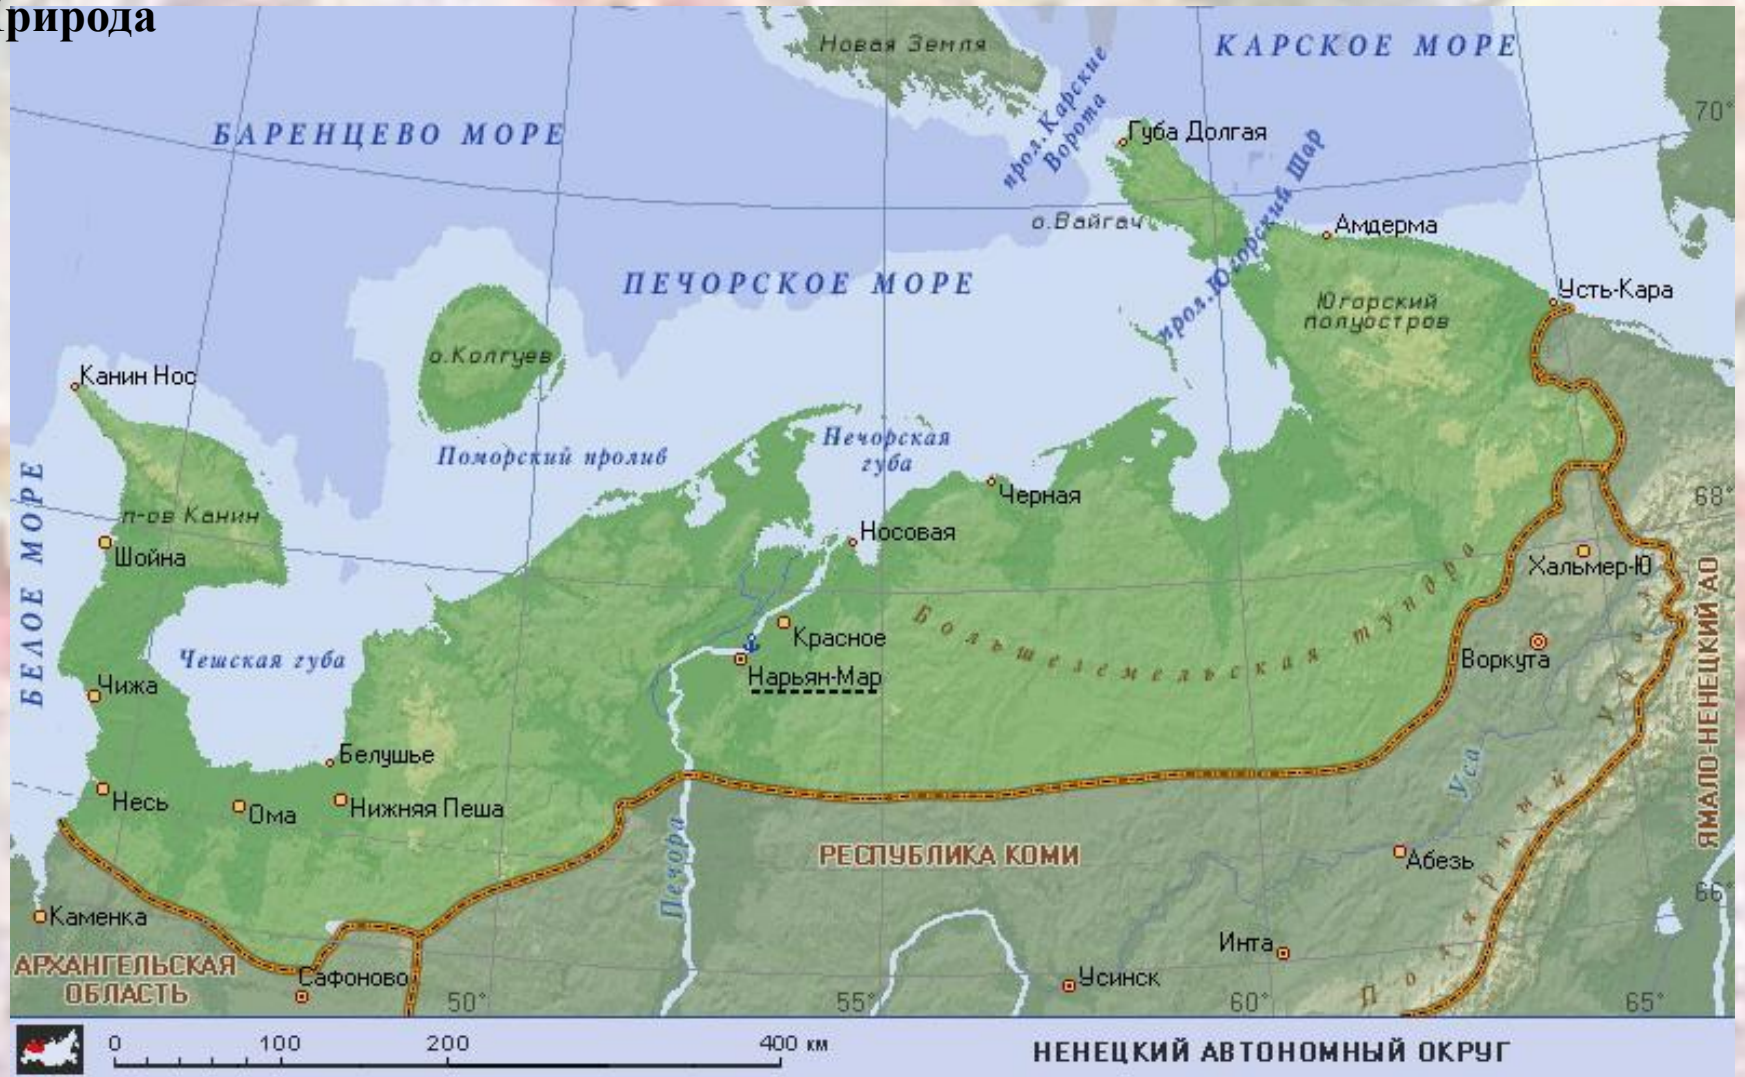 Природа
Новая Земля
КАРСКОЕ МОРЕ
70°
БАРЕНЦЕВО МОРЕ
прол. Карские
Ворота
Губа Долгая
прол. Югорский Шар
о.Вайгач
Амдерма
ПЕЧОРСКОЕ МОРЕ
Усть-Кара
Югорский
полуостров
о.Колгуев
Канин Нос
Поморский пролив
Печорская
губа
БЕЛОЕ МОРЕ
Черная
68°
п-ов Канин
Шойна
Носовая
Хальмер-Ю
Большеземельская тундра
Красное
Воркута
ЯМАЛО-НЕНЕЦКИЙ АО
Чешская губа
Нарьян-Мар
Чижа
Белушье
Уса
Несь
Ома
Нижняя Пеша
Печора
РЕСПУБЛИКА КОМИ
Абезь
Полярный Урал
66°
Каменка
Инта
АРХАНГЕЛЬСКАЯ
ОБЛАСТЬ
Сафоново
Усинск
50°
55°
60°
65°
0 100 200 400 км
НЕНЕЦКИЙ АВТОНОМНЫЙ ОКРУГ